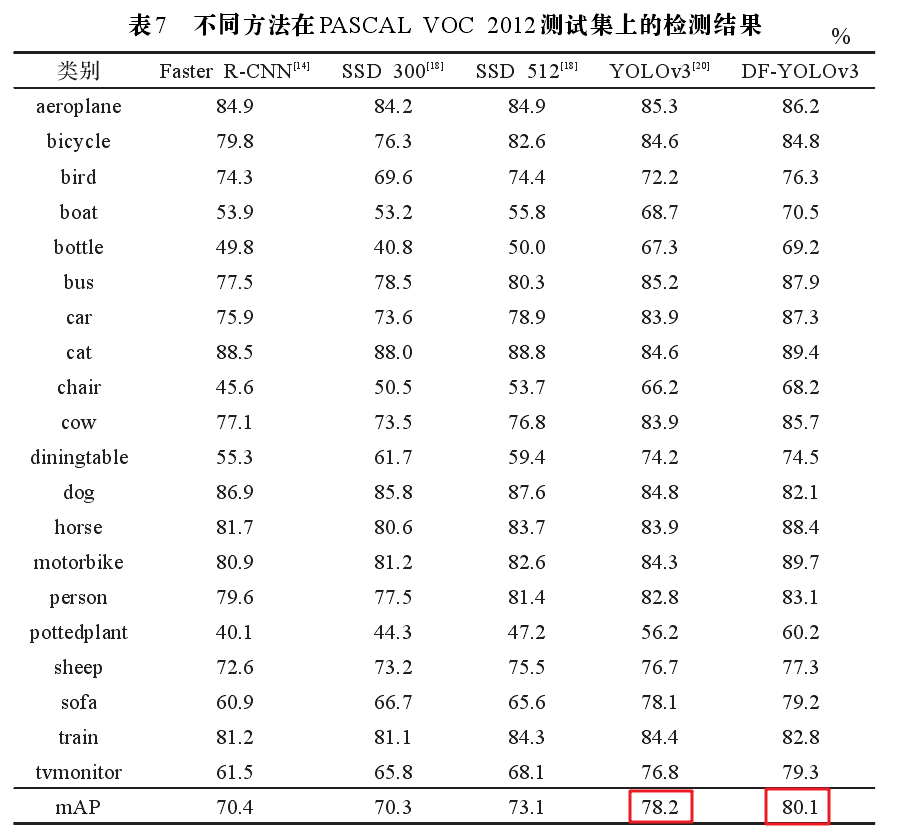 表7 不同方法在PASCAL VOC 2012测试集上的检测结果
%
类别 Faster R-CNN[14] SSD 300[18] SSD 512[18] YOLOv3[20] DF-YOLOv3
aeroplane 84.9 84.2 84.9 85.3 86.2
bicycle 79.8 76.3 82.6 84.6 84.8
bird 74.3 69.6 74.4 72.2 76.3
boat 53.9 53.2 55.8 68.7 70.5
bottle 49.8 40.8 50.0 67.3 69.2
bus 77.5 78.5 80.3 85.2 87.9
car 75.9 73.6 78.9 83.9 87.3
cat 88.5 88.0 88.8 84.6 89.4
chair 45.6 50.5 53.7 66.2 68.2
cow 77.1 73.5 76.8 83.9 85.7
diningtable 55.3 61.7 59.4 74.2 74.5
dog 86.9 85.8 87.6 84.8 82.1
horse 81.7 80.6 83.7 83.9 88.4
motorbike 80.9 81.2 82.6 84.3 89.7
person 79.6 77.5 81.4 82.8 83.1
pottedplant 40.1 44.3 47.2 56.2 60.2
sheep 72.6 73.2 75.5 76.7 77.3
sofa 60.9 66.7 65.6 78.1 79.2
train 81.2 81.1 84.3 84.4 82.8
tvmonitor 61.5 65.8 68.1 76.8 79.3
mAP 70.4 70.3 73.1 78.2 80.1